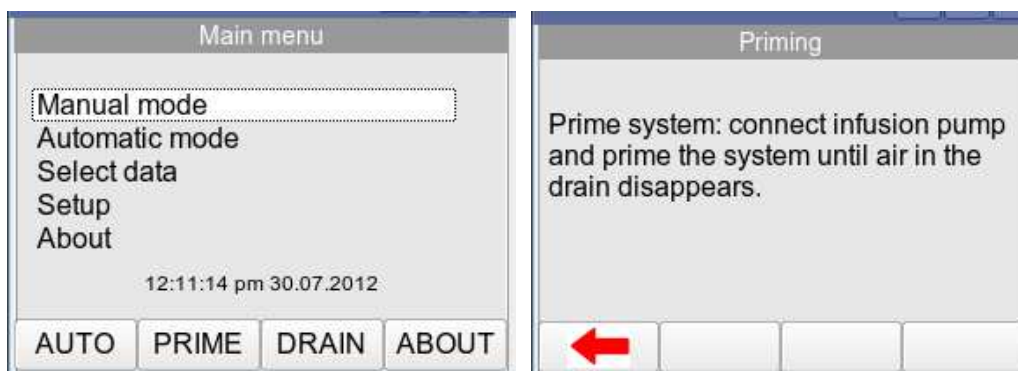 Main menu
Manual mode
Automatic mode
Select data
Setup
About
12:11:14 pm 30.07.2012
AUTO PRIME DRAIN ABOUT
Priming
Prime system: connect infusion pump
and prime the system until air in the
drain disappears.